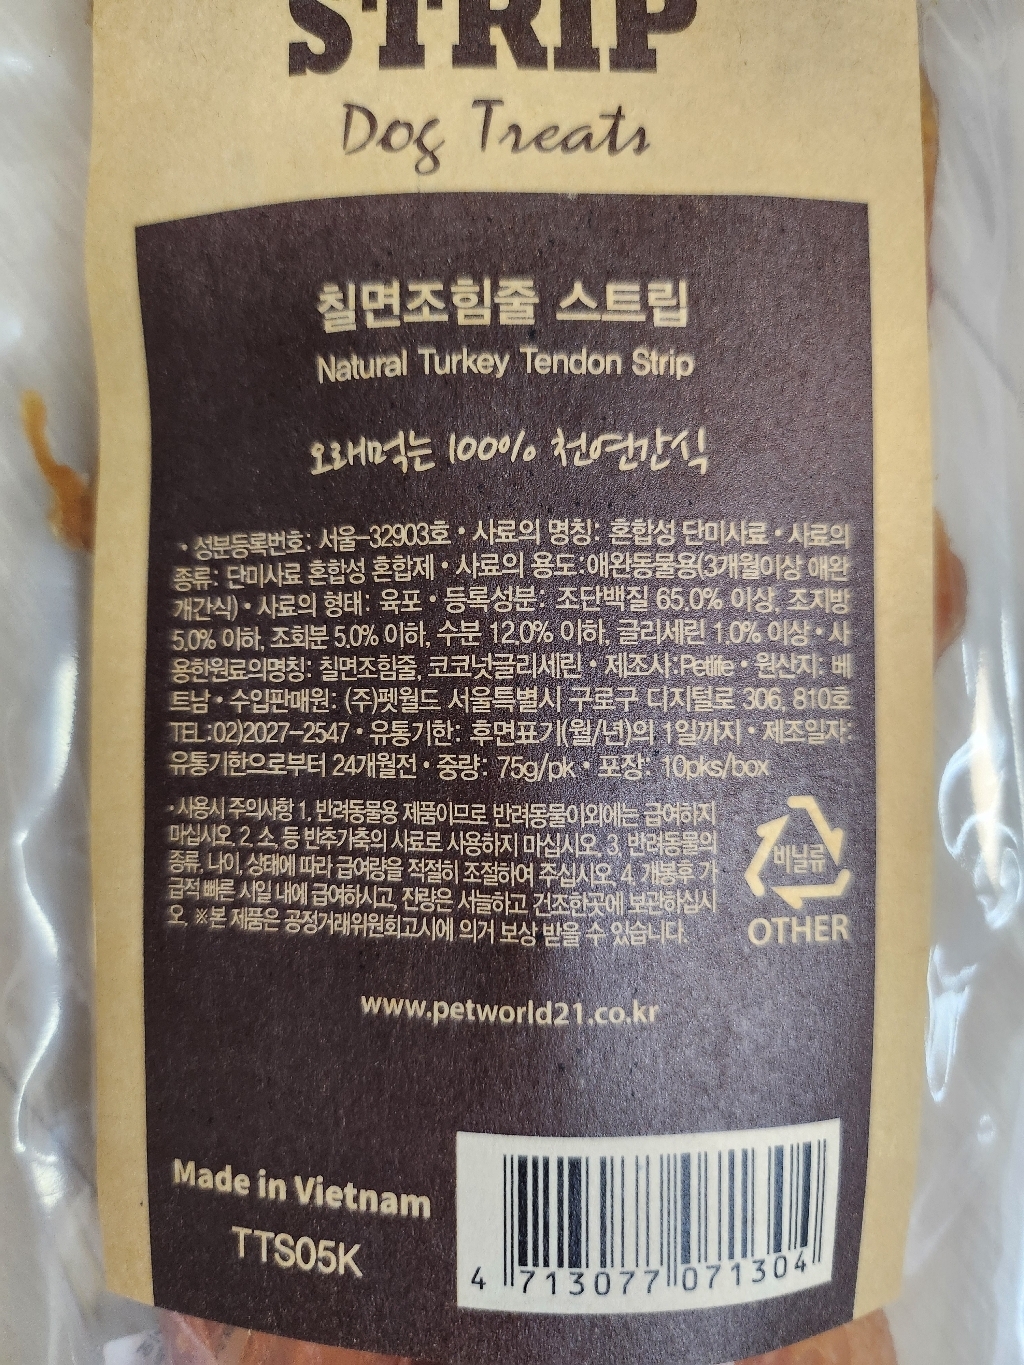 STRIP
Dog Treats
칠면조힘줄 스트립
Natural Turkey Tendon Strip
오래먹는 100% 천연간식
• 성분등록번호: 서울-32903호 • 사료의 명칭: 혼합성 단미사료 • 사료의
종류: 단미사료 혼합성 혼합제 • 사료의 용도:애완동물용(3개월이상 애완
개간식) • 사료의 형태: 육포 • 등록성분: 조단백질 65.0% 이상, 조지방
5.0% 이하, 조회분 5.0% 이하, 수분 12.0% 이하, 글리세린 1.0% 이상 • 사
용한원료의명칭: 칠면조힘줄, 코코넛글리세린 • 제조사:Petite • 원산지: 베
트남 • 수입판매원: (주)펫월드 서울특별시 구로구 디지털로 306, 810호
TEL:02)2027-2547 • 유통기한: 후면표기(월/년)의 1일까지 • 제조일자:
유통기한으로부터 24개월전 • 중량: 75g/pk • 포장: 10pks/box
• 사용시 주의사항 1. 반려동물용 제품이므로 반려동물이외에는 급여하지
마십시오. 2. 소, 등 반추가축의 사료로 사용하지 마십시오. 3. 반려동물의
종류, 나이, 상태에 따라 급여량을 적절히 조절하여 주십시오. 4. 개봉후 가
급적 빠른 시일 내에 급여하시고, 잔량은 서늘하고 건조한곳에 보관하십시
오. ※본 제품은 공정거래위원회고시에 의거 보상 받을 수 있습니다.
비닐류
OTHER
www.petworld21.co.kr
Made in Vietnam
TTS05K
4 713077 071304